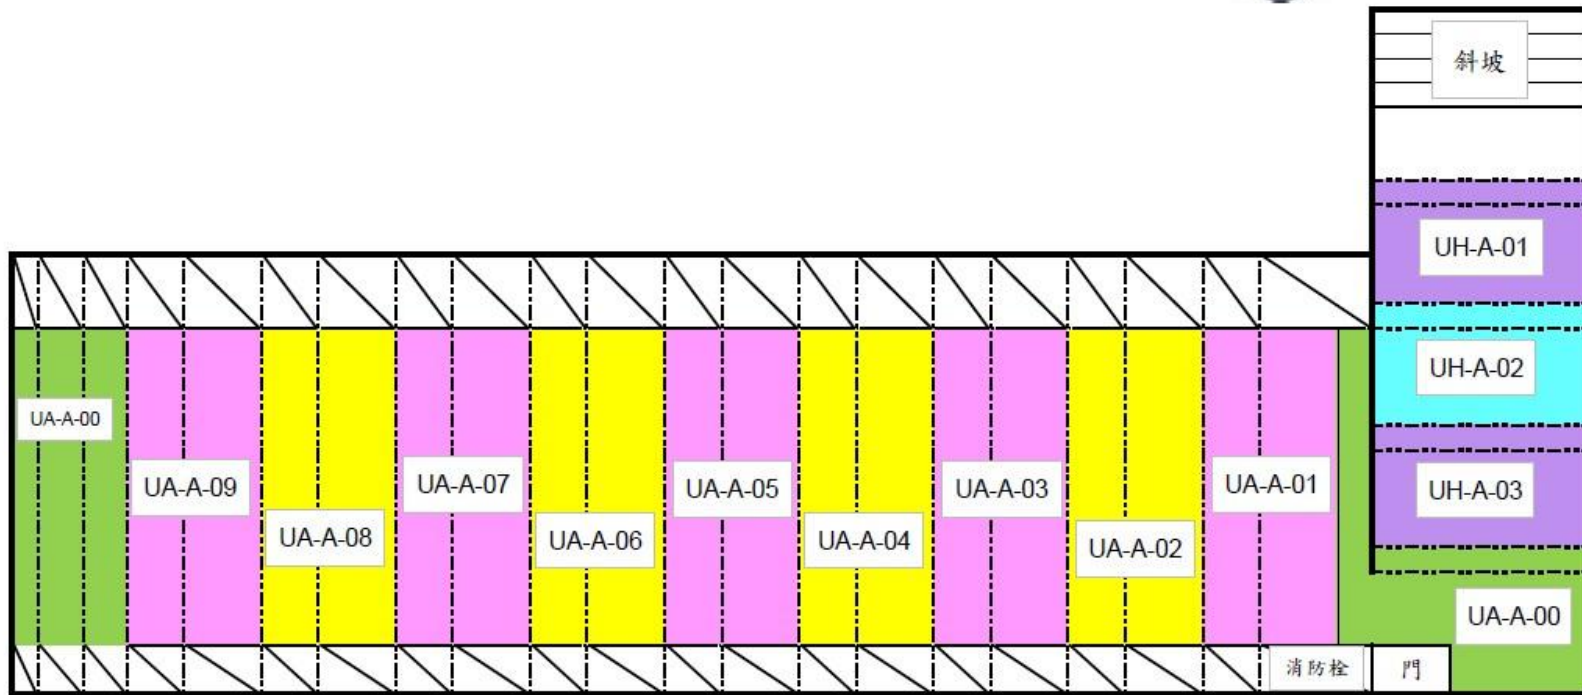 斜坡
UH-A-01
UH-A-02
UA-A-00
UA-A-09
UA-A-07
UA-A-05
UA-A-03
UA-A-01
UH-A-03
UA-A-08
UA-A-06
UA-A-04
UA-A-02
UA-A-00
消防栓
門